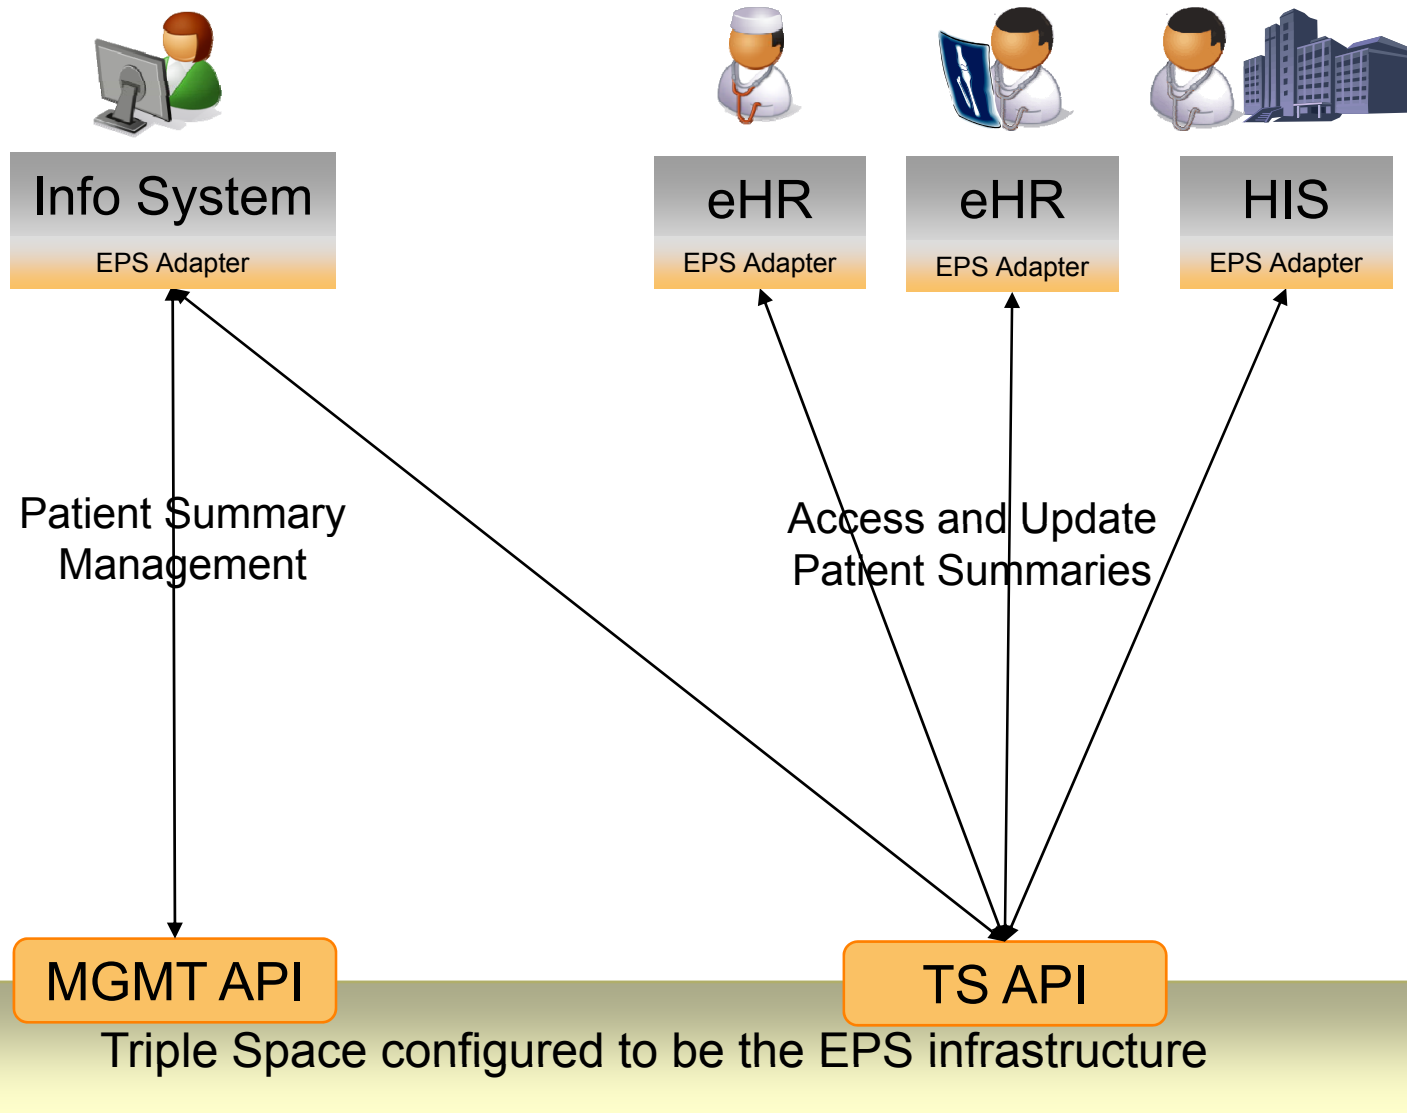 Info System
EPS Adapter
eHR
EPS Adapter
eHR
EPS Adapter
HIS
EPS Adapter
Patient Summary
Management
Access and Update
Patient Summaries
MGMT API
TS API
Triple Space configured to be the EPS infrastructure